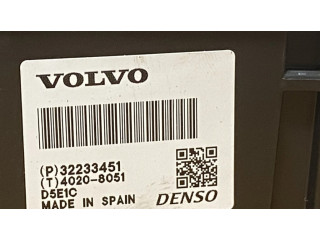 VOLVO
(P)32233451
(T)4020-8051
D5E1C
MADE IN SPAIN
DENSO